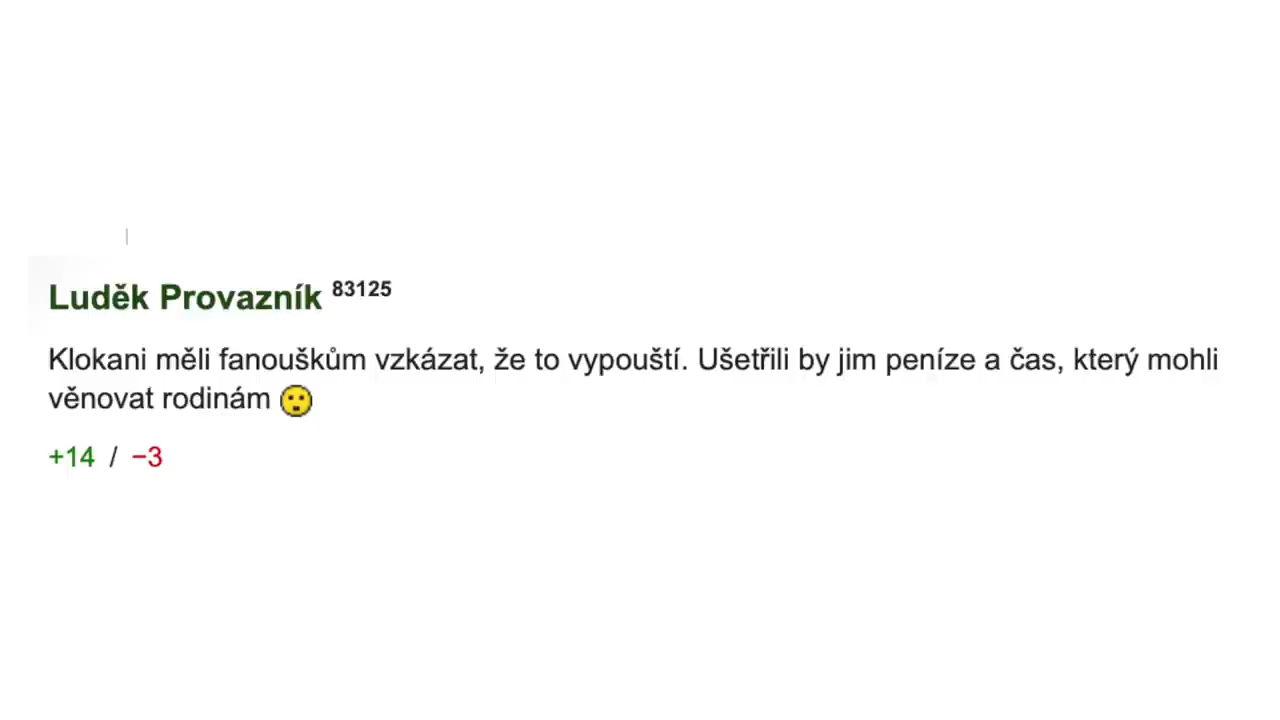 Luděk Provazník 83125
Klokani měli fanouškům vzkázat, že to vypouští. Ušetřili by jim peníze a čas, který mohli
věnovat rodinám 😮
+14 / −3